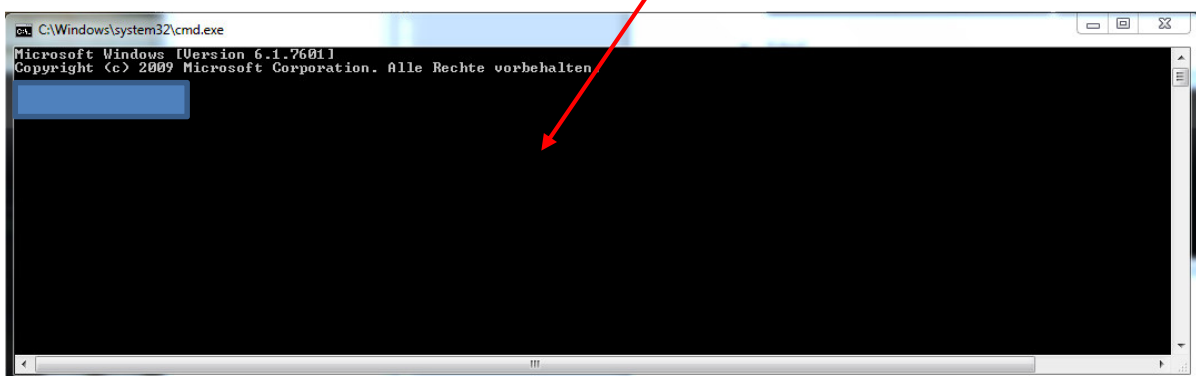 C:\Windows\system32\cmd.exe
Microsoft Windows [Version 6.1.7601]
Copyright (c) 2009 Microsoft Corporation. Alle Rechte vorbehalten.